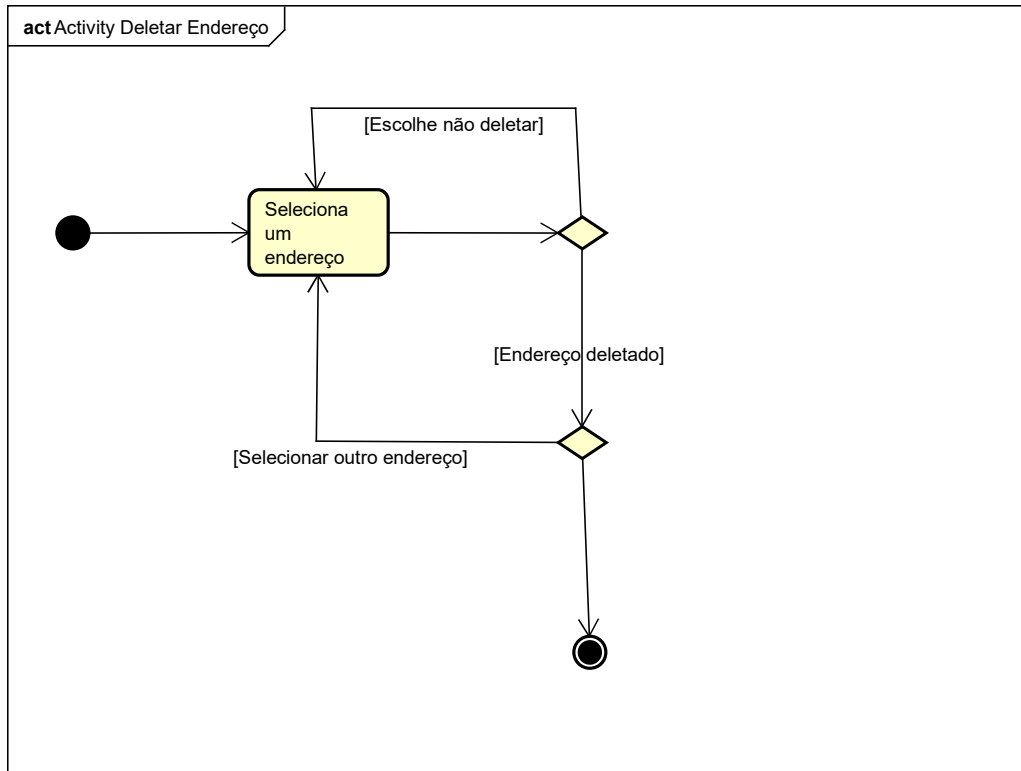 act Activity Deletar Endereço
[Escolhe não deletar]
Seleciona
um
endereço
[Endereço deletado]
[Selecionar outro endereço]